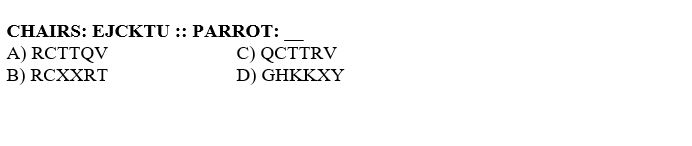 CHAIRS: EJCKTU :: PARROT: __
A) RCTTQV C) QCTTRV
B) RCXXRT D) GHKKXY